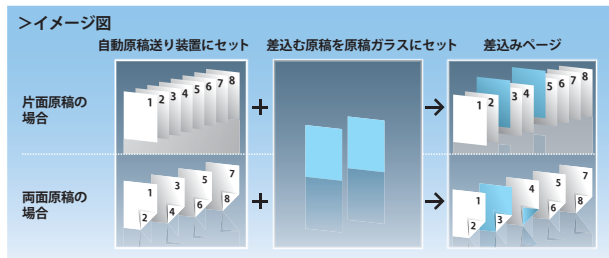 ＞イメージ図
自動原稿送り装置にセット 差込む原稿を原稿ガラスにセット 差込みページ
片面原稿の
場合
1 2 3 4 5 6 7 8
+
→
1 2 3 4 5 6 7 8
両面原稿の
場合
1 3 5 7
2 4 6 8
+
→
1 4 5 7
2 3 6 8